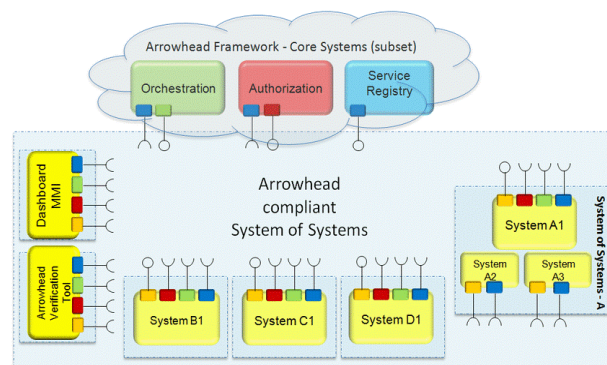 Arrowhead Framework - Core Systems (subset)
Orchestration
Authorization
Service
Registry
Dashboard
MMI
Arrowhead
compliant
System of Systems
System A1
System
A2
System
A3
System of Systems - A
Arrowhead
Verification
Tool
System B1
System C1
System D1